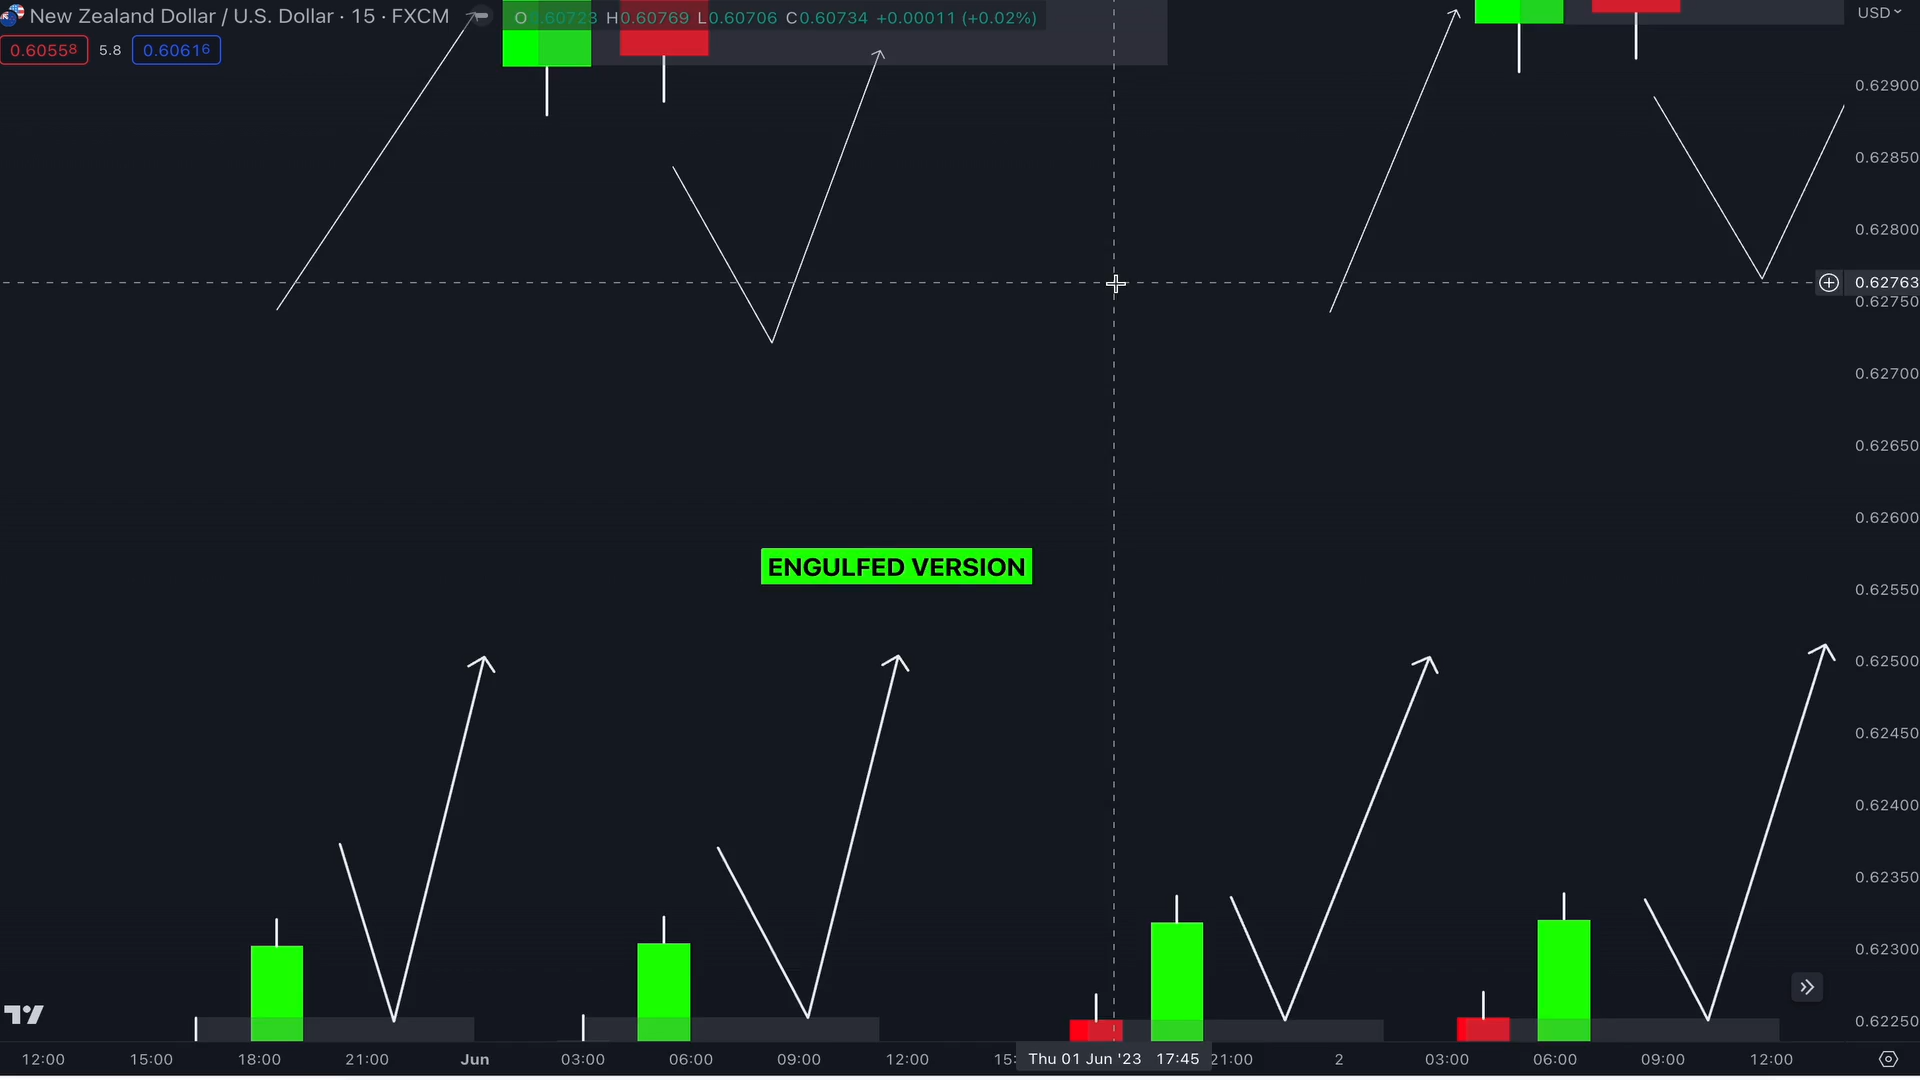 New Zealand Dollar / U.S. Dollar · 15 · FXCM
O 0.60723 H 0.60769 L 0.60706 C 0.60734 +0.00011 (+0.02%)
USD
0.60558 5.8 0.60616
0.62900
0.62850
0.62800
0.62763
0.62750
0.62700
0.62650
0.62600
ENGULFED VERSION
0.62550
0.62500
0.62450
0.62400
0.62350
0.62300
0.62250
12:00 15:00 18:00 21:00 Jun 03:00 06:00 09:00 12:00 15: Thu 01 Jun '23 17:45 21:00 2 03:00 06:00 09:00 12:00